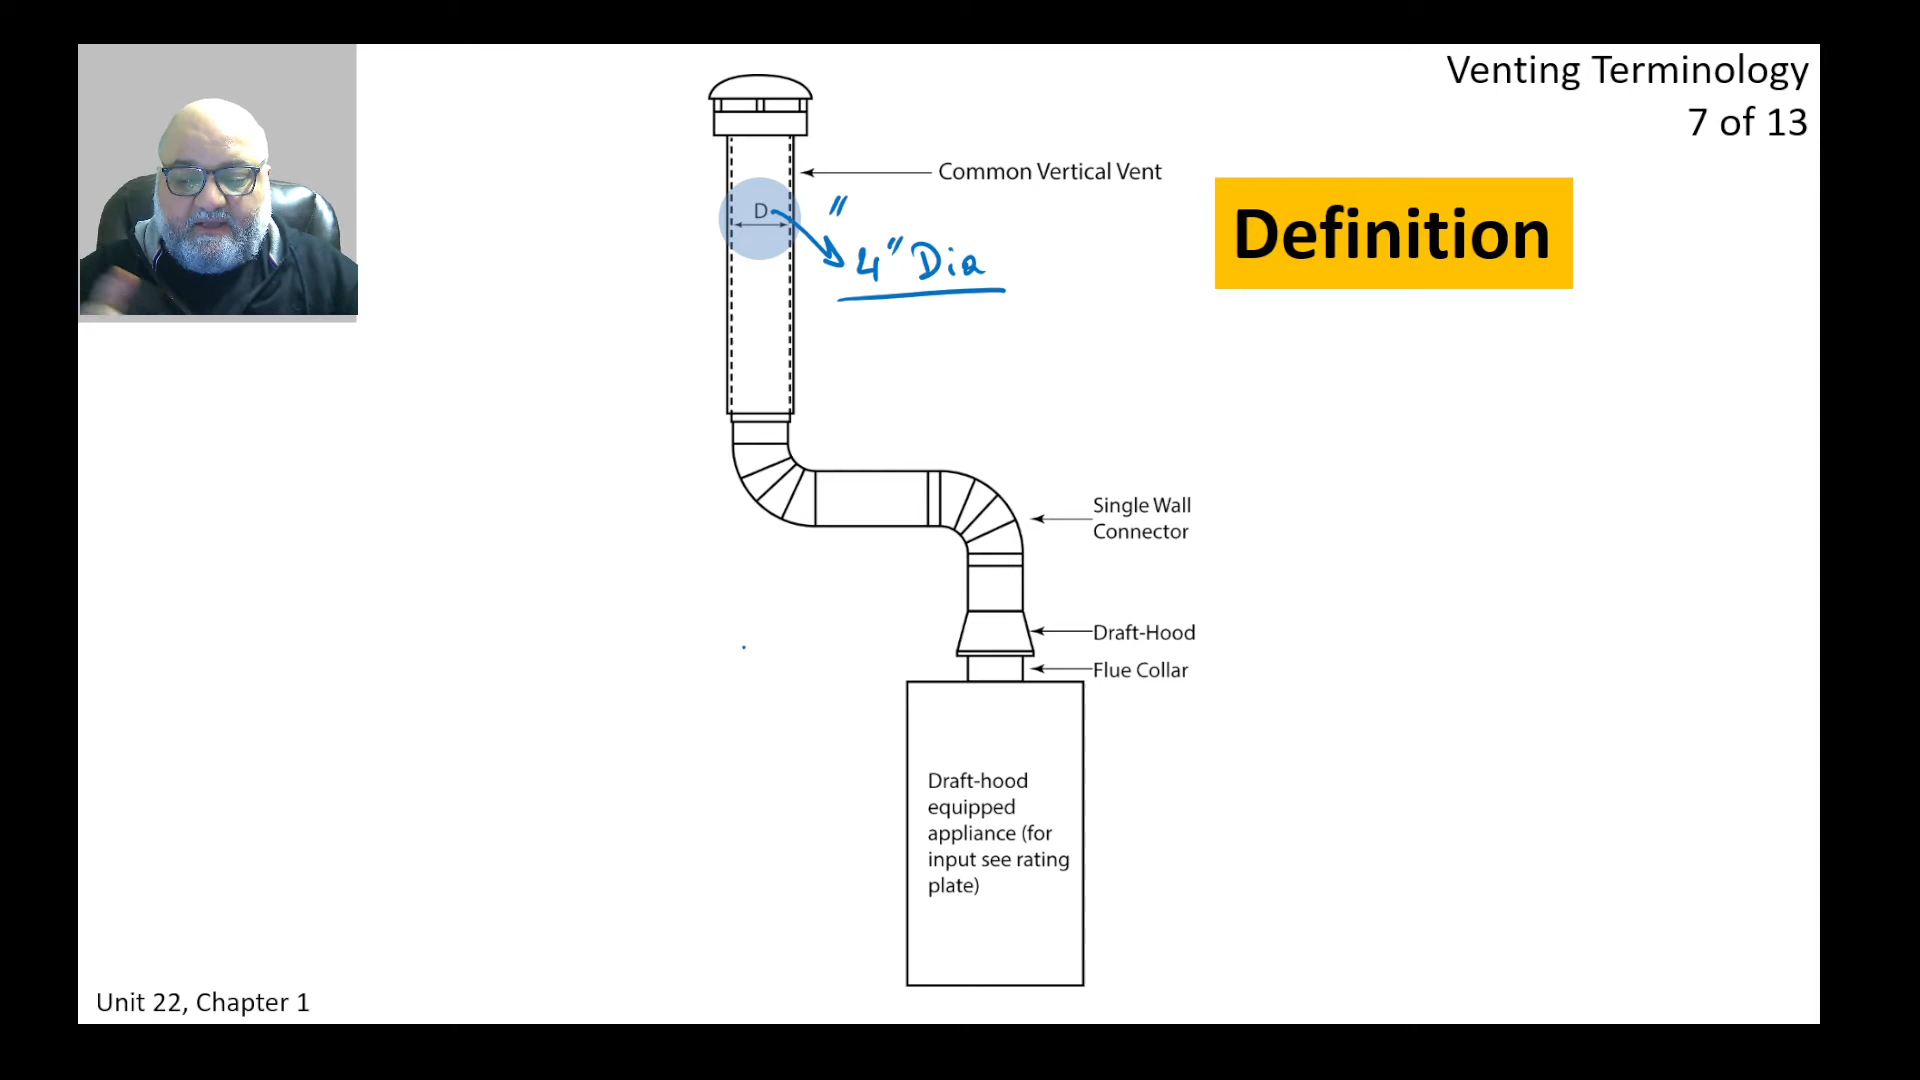 Venting Terminology
7 of 13
Common Vertical Vent
Definition
D
"
4" Dia
Single Wall
Connector
Draft-Hood
Flue Collar
Draft-hood
equipped
appliance (for
input see rating
plate)
Unit 22, Chapter 1